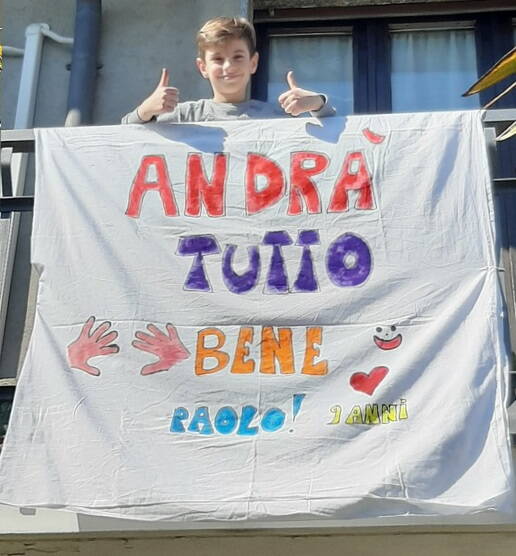 ANDRÀ
TUTTO
BENE
PAOLO! 9 ANNI